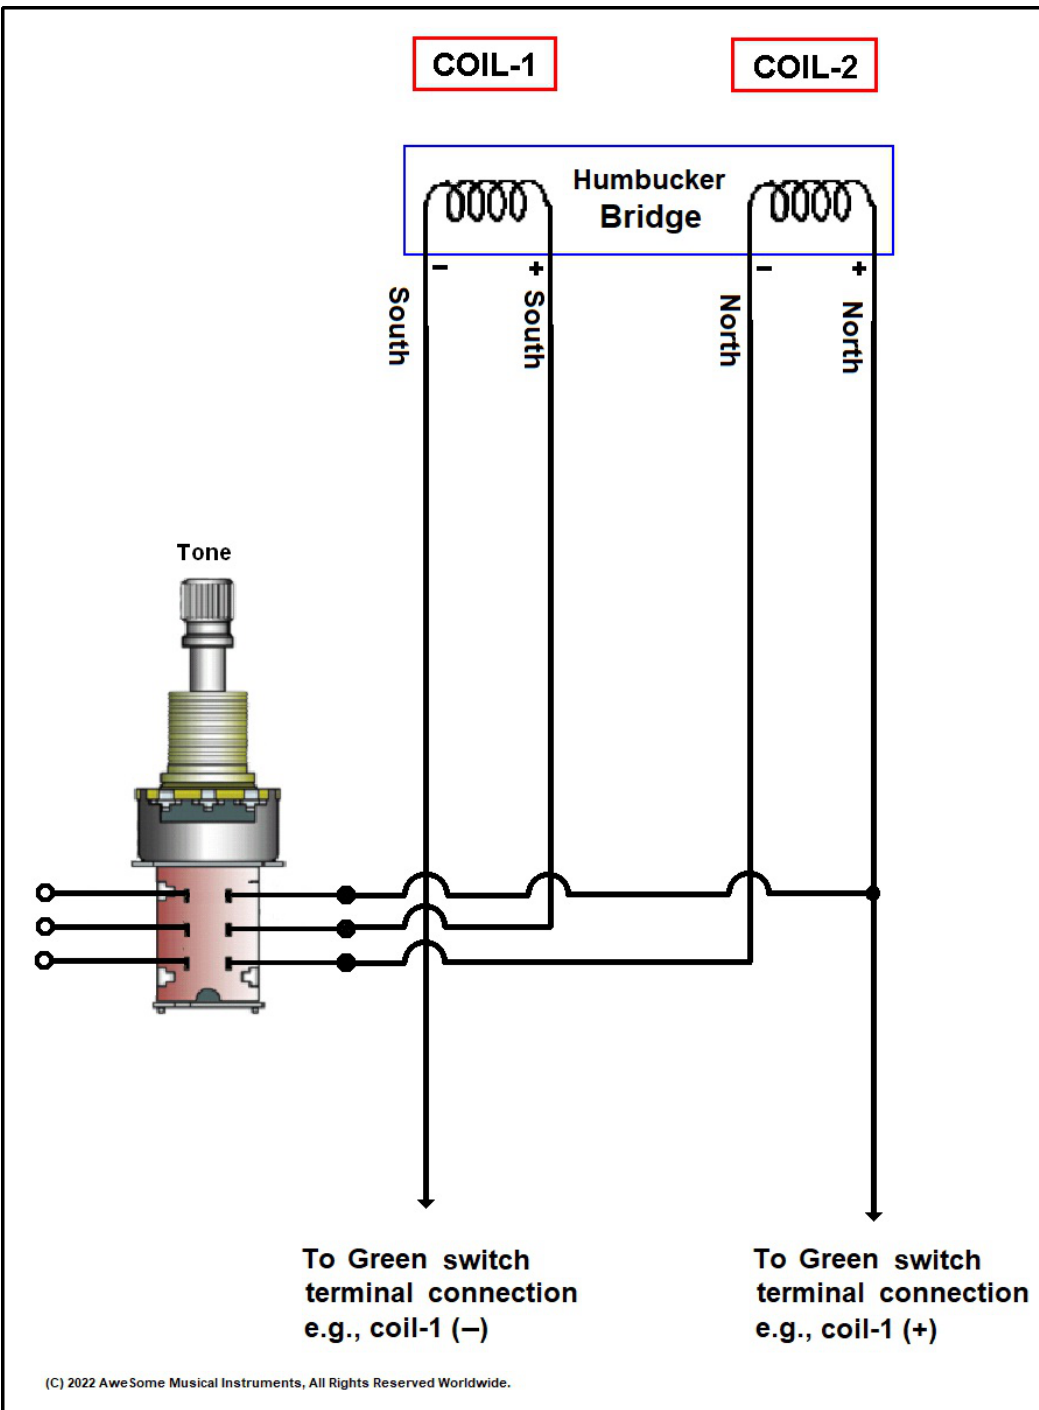 COIL-1
COIL-2
Humbucker
Bridge
− +
− +
South
South
North
North
Tone
To Green switch
terminal connection
e.g., coil-1 (−)
To Green switch
terminal connection
e.g., coil-1 (+)
(C) 2022 AweSome Musical Instruments, All Rights Reserved Worldwide.